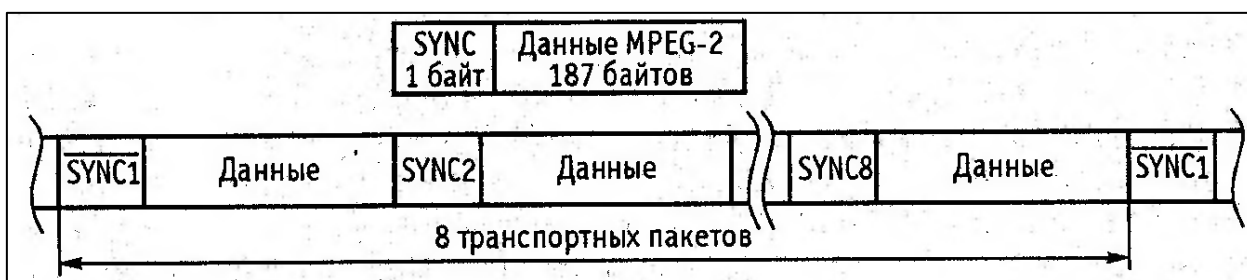 SYNC Данные MPEG-2
1 байт 187 байтов
SYNC1 Данные SYNC2 Данные SYNC8 Данные SYNC1
8 транспортных пакетов